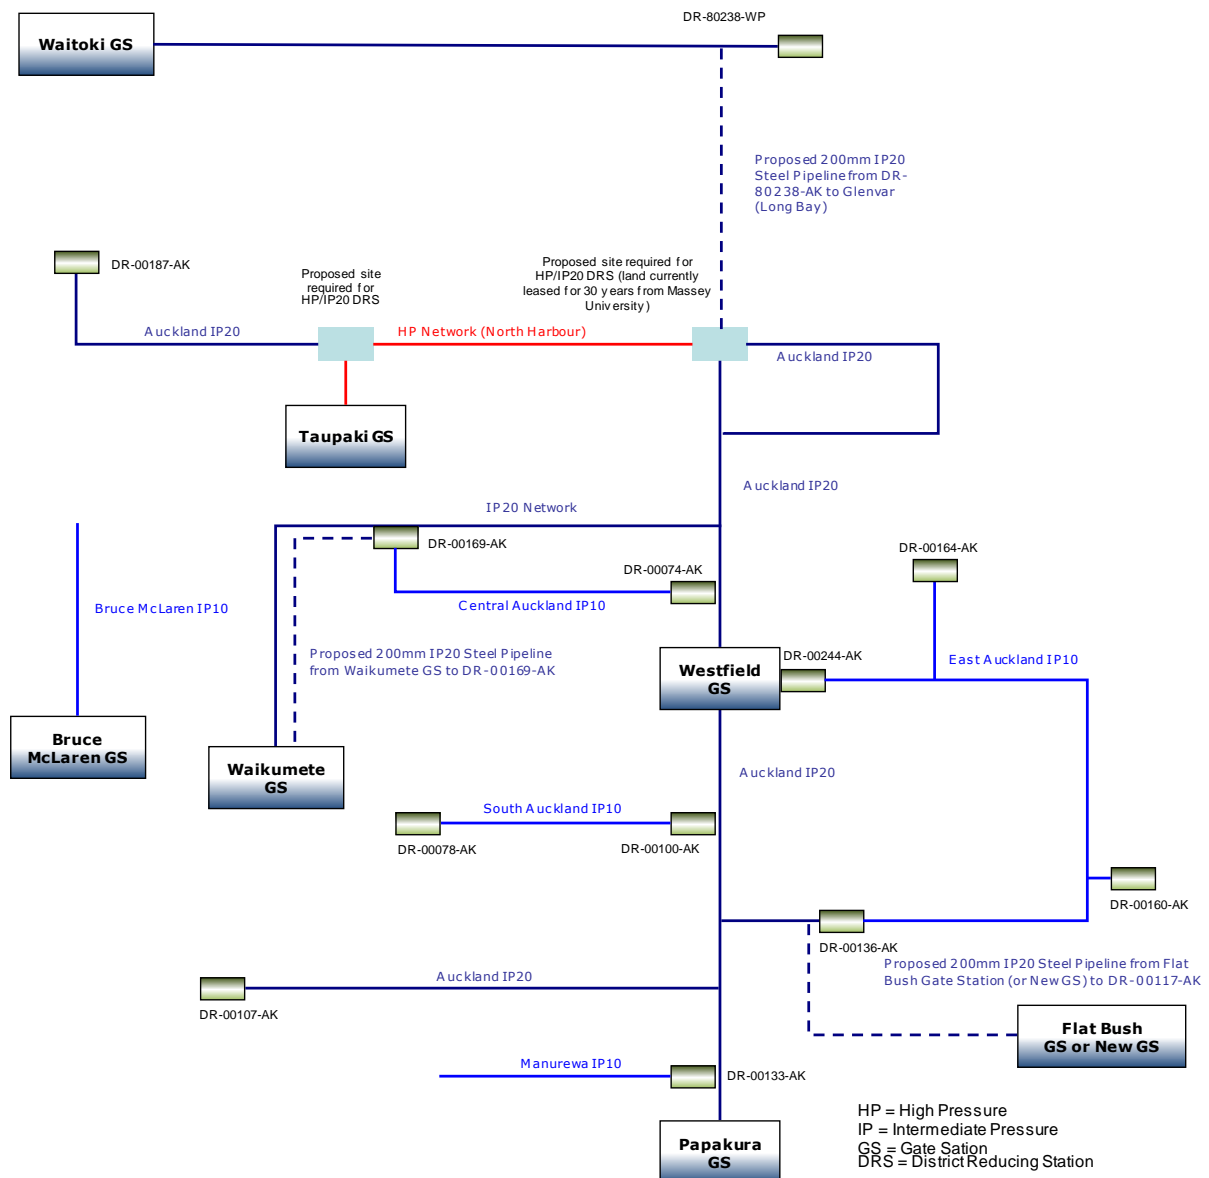 DR-80238-WP
Waitoki GS
Proposed 200mm IP20
Steel Pipeline from DR-
80238-AK to Glenvar
(Long Bay)
DR-00187-AK
Proposed site
required for
HP/IP20 DRS
Proposed site required for
HP/IP20 DRS (land currently
leased for 30 years from Massey
University)
Auckland IP20
HP Network (North Harbour)
Auckland IP20
Taupaki GS
Auckland IP20
IP20 Network
DR-00169-AK
DR-00164-AK
DR-00074-AK
Bruce McLaren IP10
Central Auckland IP10
Proposed 200mm IP20 Steel Pipeline
from Waikumete GS to DR-00169-AK
DR-00244-AK
East Auckland IP10
Westfield
GS
Bruce
McLaren GS
Waikumete
GS
Auckland IP20
South Auckland IP10
DR-00078-AK
DR-00100-AK
DR-00160-AK
DR-00136-AK
Proposed 200mm IP20 Steel Pipeline from Flat
Bush Gate Station (or New GS) to DR-00117-AK
Auckland IP20
DR-00107-AK
Flat Bush
GS or New GS
Manurewa IP10
DR-00133-AK
Papakura
GS
HP = High Pressure
IP = Intermediate Pressure
GS = Gate Sation
DRS = District Reducing Station